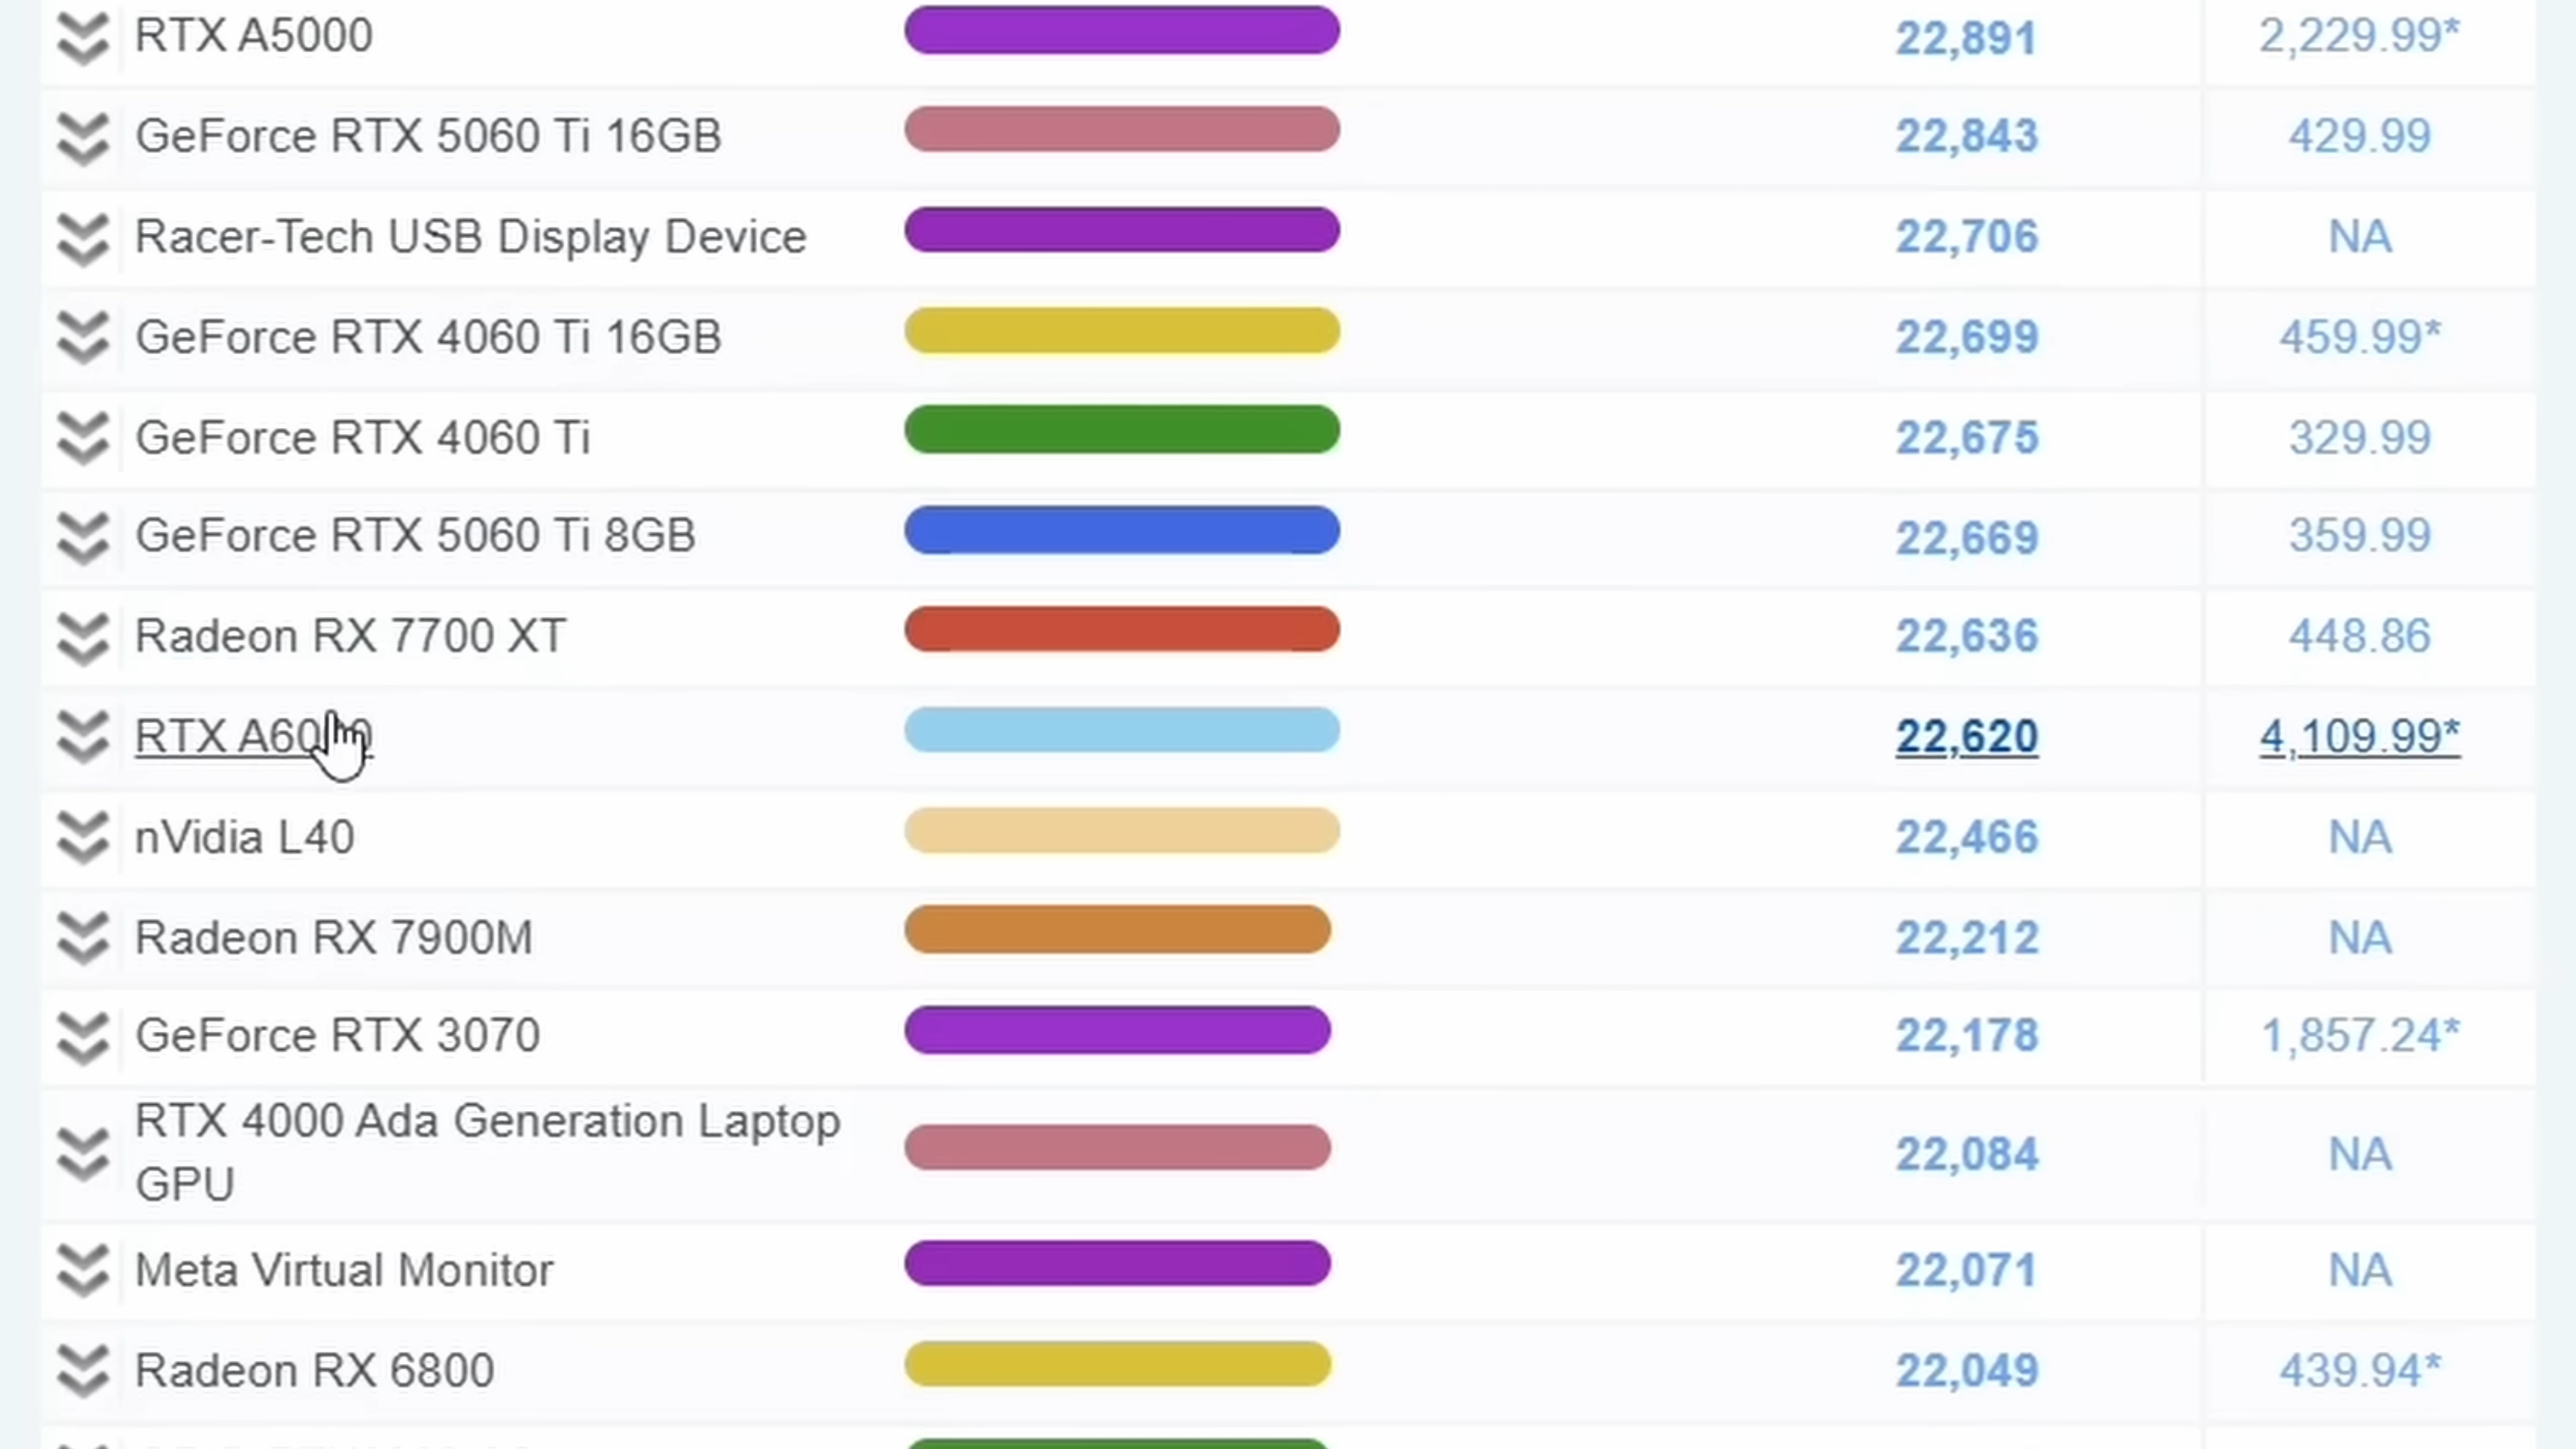 RTX A5000 22,891 2,229.99*
GeForce RTX 5060 Ti 16GB 22,843 429.99
Racer-Tech USB Display Device 22,706 NA
GeForce RTX 4060 Ti 16GB 22,699 459.99*
GeForce RTX 4060 Ti 22,675 329.99
GeForce RTX 5060 Ti 8GB 22,669 359.99
Radeon RX 7700 XT 22,636 448.86
RTX A6000 22,620 4,109.99*
nVidia L40 22,466 NA
Radeon RX 7900M 22,212 NA
GeForce RTX 3070 22,178 1,857.24*
RTX 4000 Ada Generation Laptop
GPU 22,084 NA
Meta Virtual Monitor 22,071 NA
Radeon RX 6800 22,049 439.94*